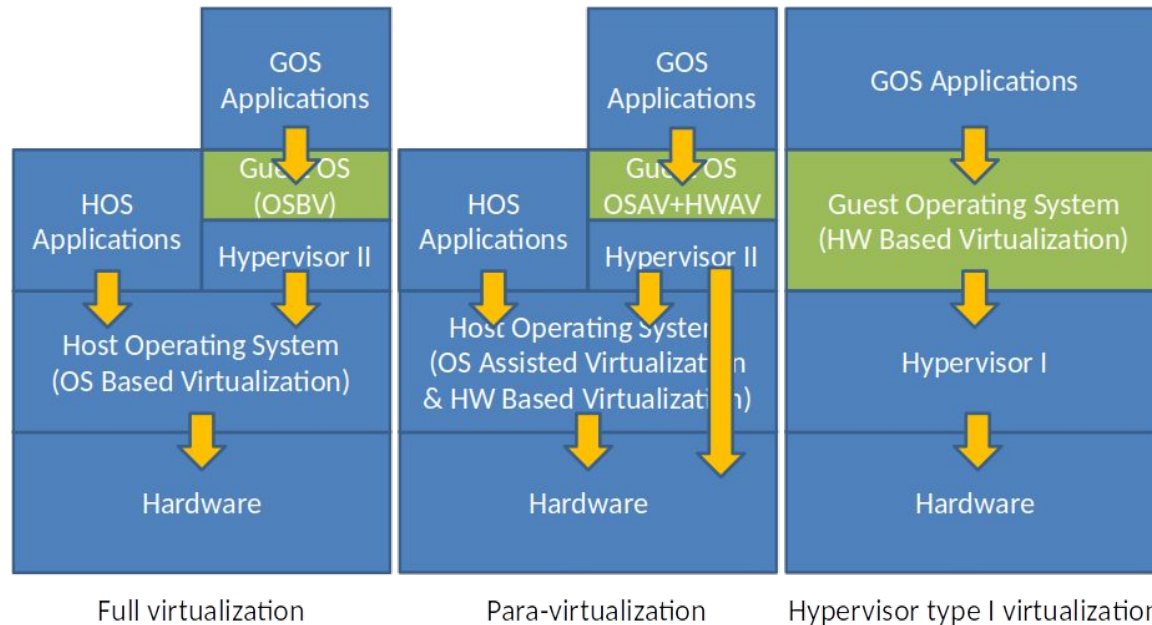 GOS
Applications
Guest OS
(OSBV)
HOS
Applications
Hypervisor II
Host Operating System
(OS Based Virtualization)
Hardware
Full virtualization
GOS
Applications
Guest OS
OSAV+HWAV
HOS
Applications
Hypervisor II
Host Operating System
(OS Assisted Virtualization
& HW Based Virtualization)
Hardware
Para-virtualization
GOS Applications
Guest Operating System
(HW Based Virtualization)
Hypervisor I
Hardware
Hypervisor type I virtualization